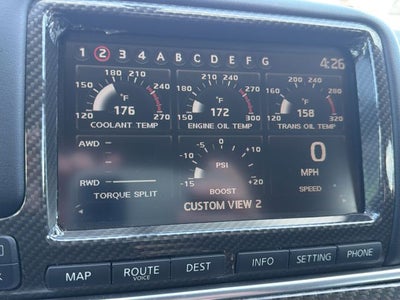 1 2 3 4 A B C D E F G
4:26
180 210
150 240
°F
120 176 270
COOLANT TEMP
210 240
180 270
°F
150 172 300
ENGINE OIL TEMP
200 240
160 280
°F
120 158 320
TRANS OIL TEMP
AWD
RWD
TORQUE SPLIT
0
-5 +5
-10 +10
PSI
-15 +20
BOOST
0
MPH
SPEED
CUSTOM VIEW 2
MAP
ROUTE
VOICE
DEST
INFO
SETTING
PHONE